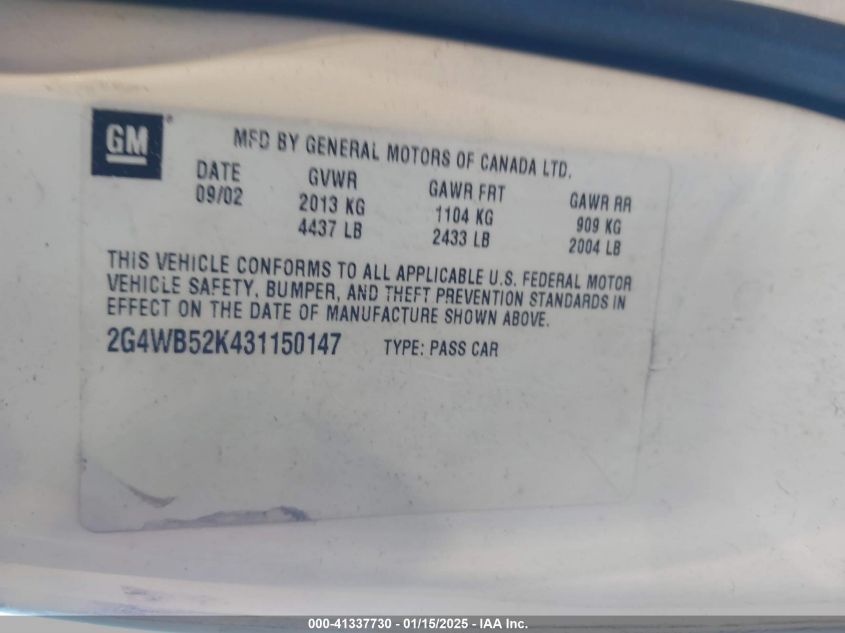 GM®
MFD BY GENERAL MOTORS OF CANADA LTD.
DATE GVWR GAWR FRT GAWR RR
09/02 2013 KG 1104 KG 909 KG
4437 LB 2433 LB 2004 LB
THIS VEHICLE CONFORMS TO ALL APPLICABLE U.S. FEDERAL MOTOR
VEHICLE SAFETY, BUMPER, AND THEFT PREVENTION STANDARDS IN
EFFECT ON THE DATE OF MANUFACTURE SHOWN ABOVE.
2G4WB52K431150147 TYPE: PASS CAR
000-41337730 - 01/15/2025 - IAA Inc.